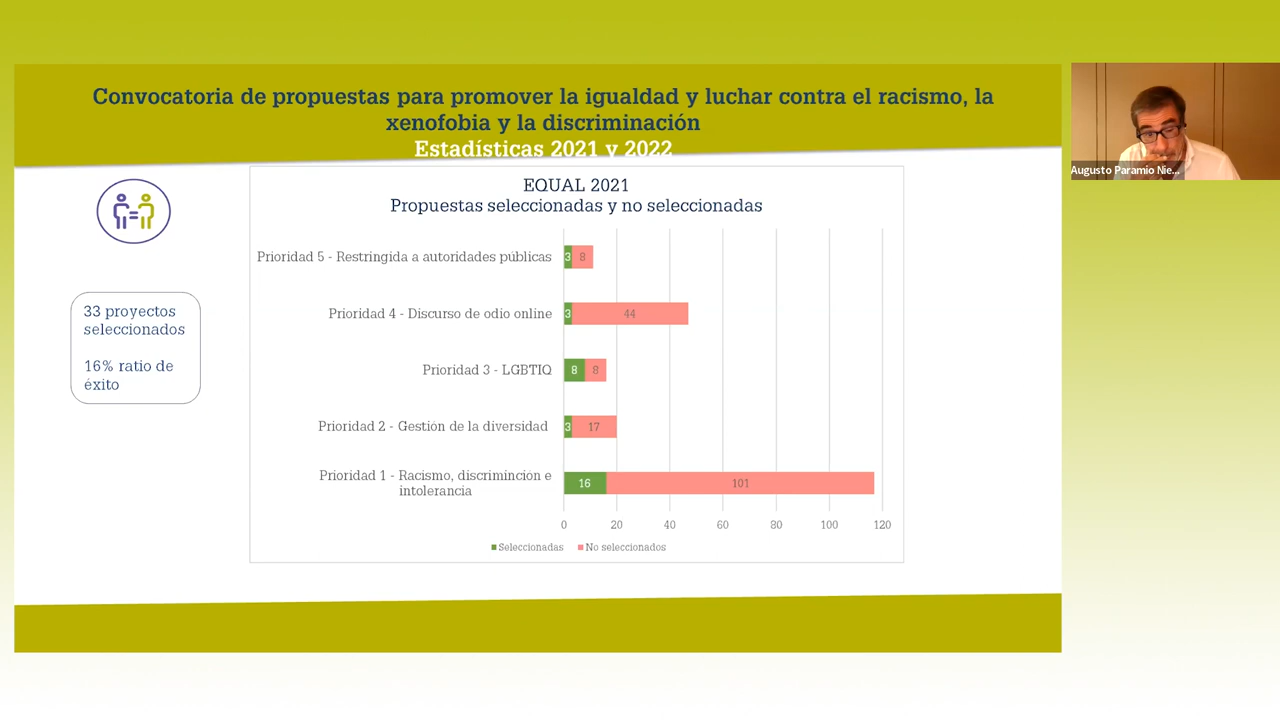 Convocatoria de propuestas para promover la igualdad y luchar contra el racismo, la
xenofobia y la discriminación
Estadísticas 2021 y 2022
Augusto Paramio Nie...
33 proyectos
seleccionados
16% ratio de
éxito
EQUAL 2021
Propuestas seleccionadas y no seleccionadas
Prioridad 5 - Restringida a autoridades públicas 3 8
Prioridad 4 - Discurso de odio online 3 44
Prioridad 3 - LGBTIQ 8 8
Prioridad 2 - Gestión de la diversidad 3 17
Prioridad 1 - Racismo, discrimincion e
intolerancia 16 101
0 20 40 60 80 100 120
Seleccionadas No seleccionados